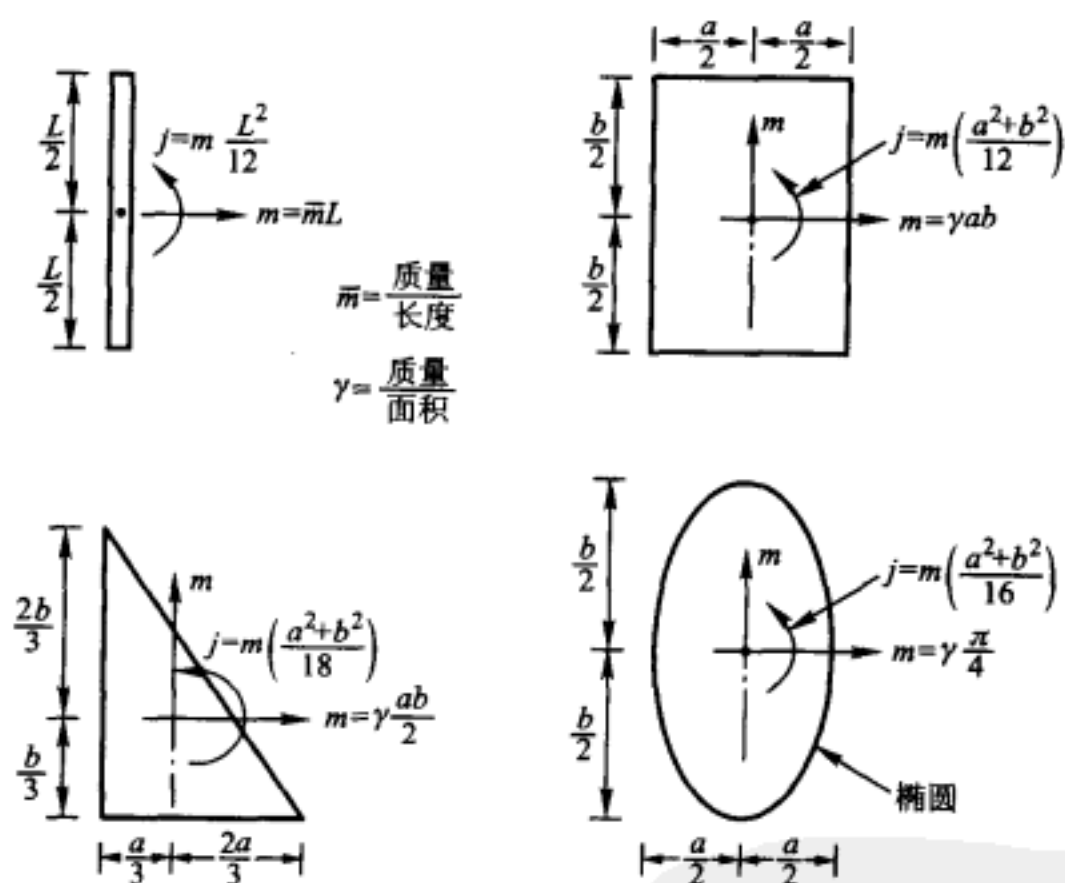 L/2
L/2
j=m L²/12
m=m̄L
m̄=质量/长度
γ=质量/面积
a/2 a/2
b/2
b/2
m
j=m(a²+b²/12)
m=γab
2b/3
b/3
m
j=m(a²+b²/18)
m=γ ab/2
a/3 2a/3
b/2
b/2
m
j=m(a²+b²/16)
m=γ π/4
椭圆
a/2 a/2